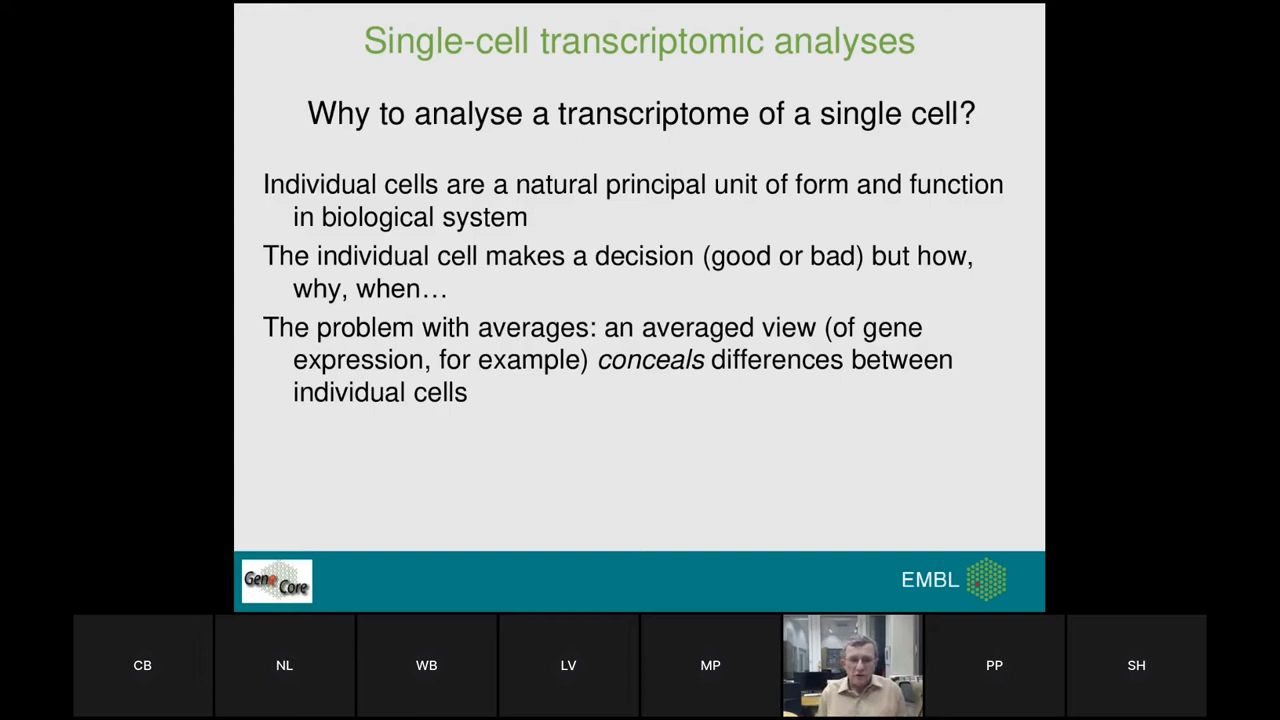 Single-cell transcriptomic analyses
Why to analyse a transcriptome of a single cell?
Individual cells are a natural principal unit of form and function
in biological system
The individual cell makes a decision (good or bad) but how,
why, when…
The problem with averages: an averaged view (of gene
expression, for example) conceals differences between
individual cells
Gene Core
EMBL
CB
NL
WB
LV
MP
PP
SH